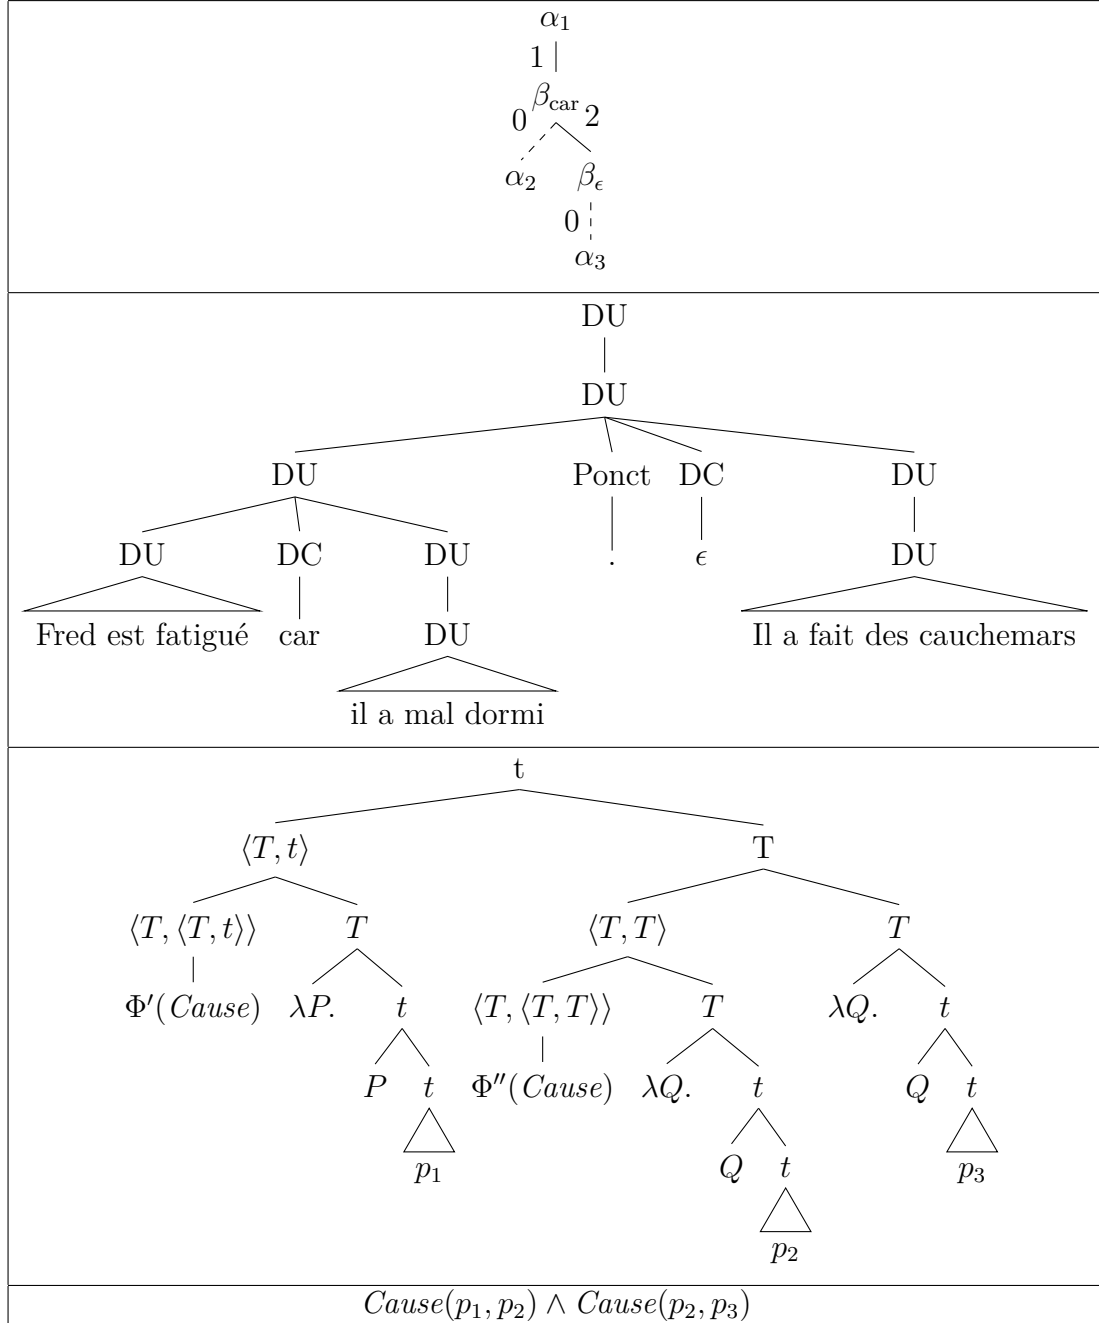 α₁
1
β_car
0 2
α₂ β_ϵ
0
α₃
DU
DU
DU Ponct DC DU
DU DC DU . ϵ DU
Fred est fatigué car DU Il a fait des cauchemars
il a mal dormi
t
⟨T, t⟩ T
⟨T, ⟨T, t⟩⟩ T ⟨T, T⟩ T
Φ′(Cause) λP. t ⟨T, ⟨T, T⟩⟩ T λQ. t
P t Φ′′(Cause) λQ. t Q t
p₁ Q t p₃
p₂
Cause(p₁, p₂) ∧ Cause(p₂, p₃)